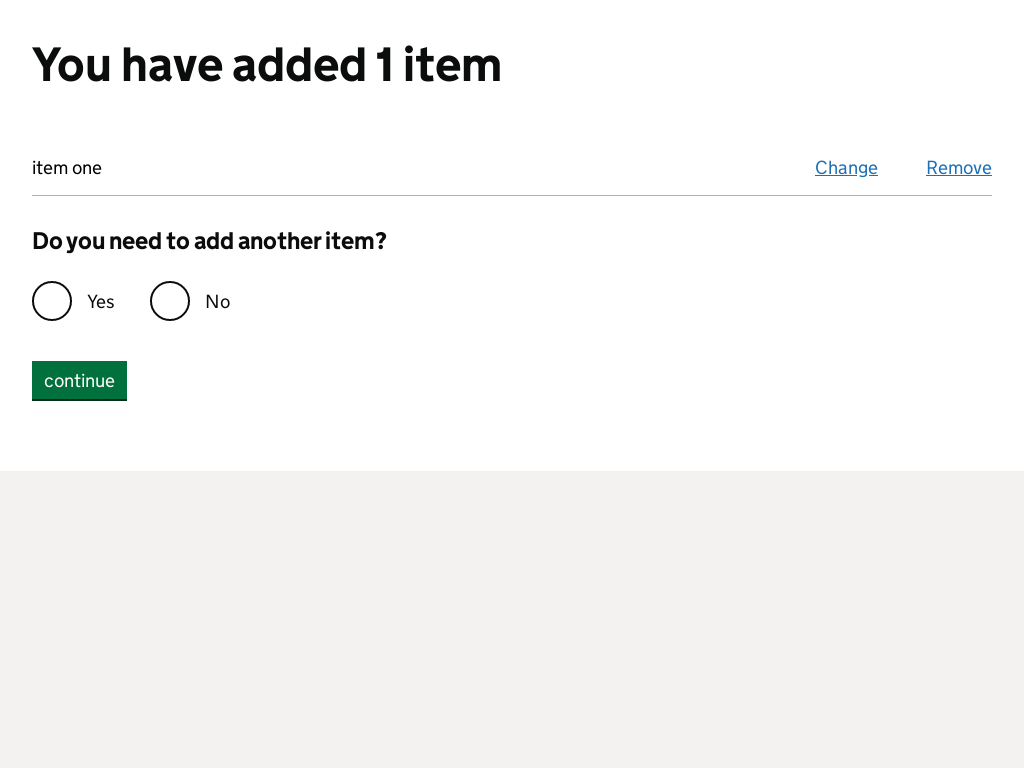 You have added 1 item
item one Change Remove
Do you need to add another item?
Yes No
continue